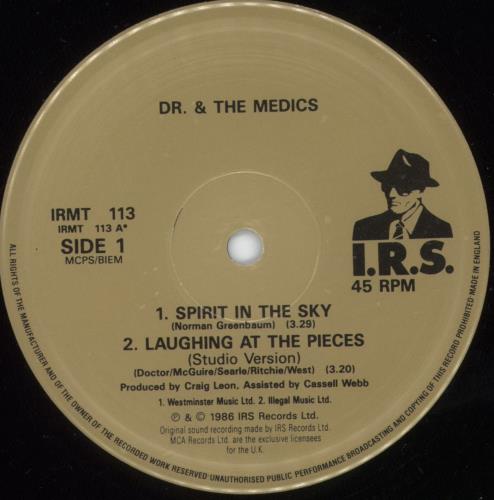 DR. & THE MEDICS
IRMT 113
IRMT 113 A*
SIDE 1
MCPS/BIEM
I.R.S.
45 RPM
1. SPIRIT IN THE SKY
(Norman Greenbaum) (3.29)
2. LAUGHING AT THE PIECES
(Studio Version)
(Doctor/McGuire/Searle/Ritchie/West) (3.20)
Produced by Craig Leon, Assisted by Cassell Webb
1. Westminster Music Ltd. 2. Illegal Music Ltd.
℗ & © 1986 IRS Records Ltd.
Original sound recording made by IRS Records Ltd.
MCA Records Ltd. are the exclusive licensees
for the U.K.
ALL RIGHTS OF THE MANUFACTURER AND OF THE OWNER OF THE RECORDED WORK RESERVED·UNAUTHORISED PUBLIC PERFORMANCE BROADCASTING AND COPYING OF THIS RECORD PROHIBITED·MADE IN ENGLAND